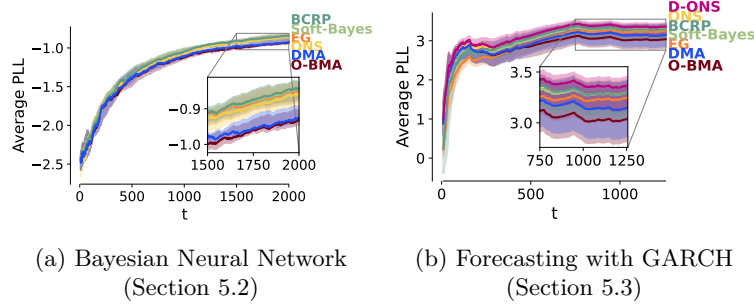 BCRP
Soft-Bayes
EG
ONS
DMA
O-BMA
Average PLL
−1.0
−1.5
−2.0
−2.5
−0.9
−1.0
1500 1750 2000
0 500 1000 1500 2000
t
(a) Bayesian Neural Network
(Section 5.2)
D-ONS
ONS
BCRP
Soft-Bayes
EG
DMA
O-BMA
Average PLL
3
2
1
0
3.5
3.0
750 1000 1250
0 500 1000
t
(b) Forecasting with GARCH
(Section 5.3)